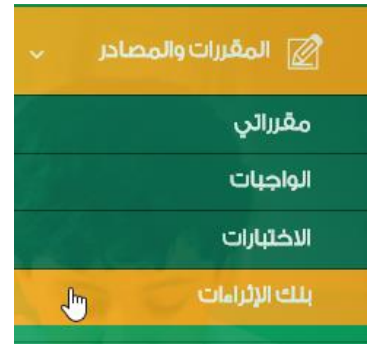 المقررات والمصادر
مقرراتي
الواجبات
الاختبارات
بنك الإثراءات